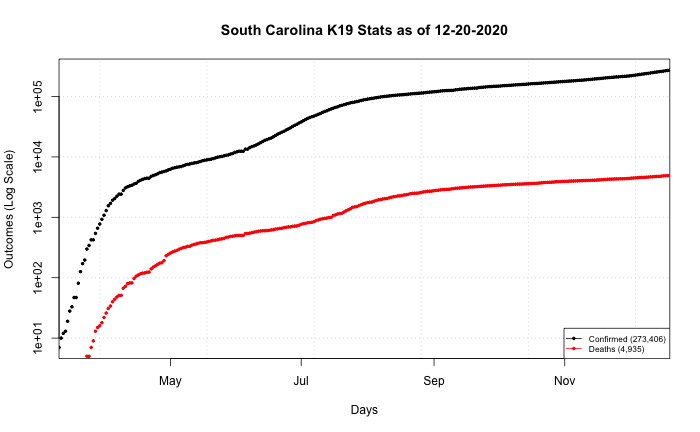 South Carolina K19 Stats as of 12-20-2020
Outcomes (Log Scale)
1e+05
1e+04
1e+03
1e+02
1e+01
Confirmed (273,406)
Deaths (4,935)
May Jul Sep Nov
Days